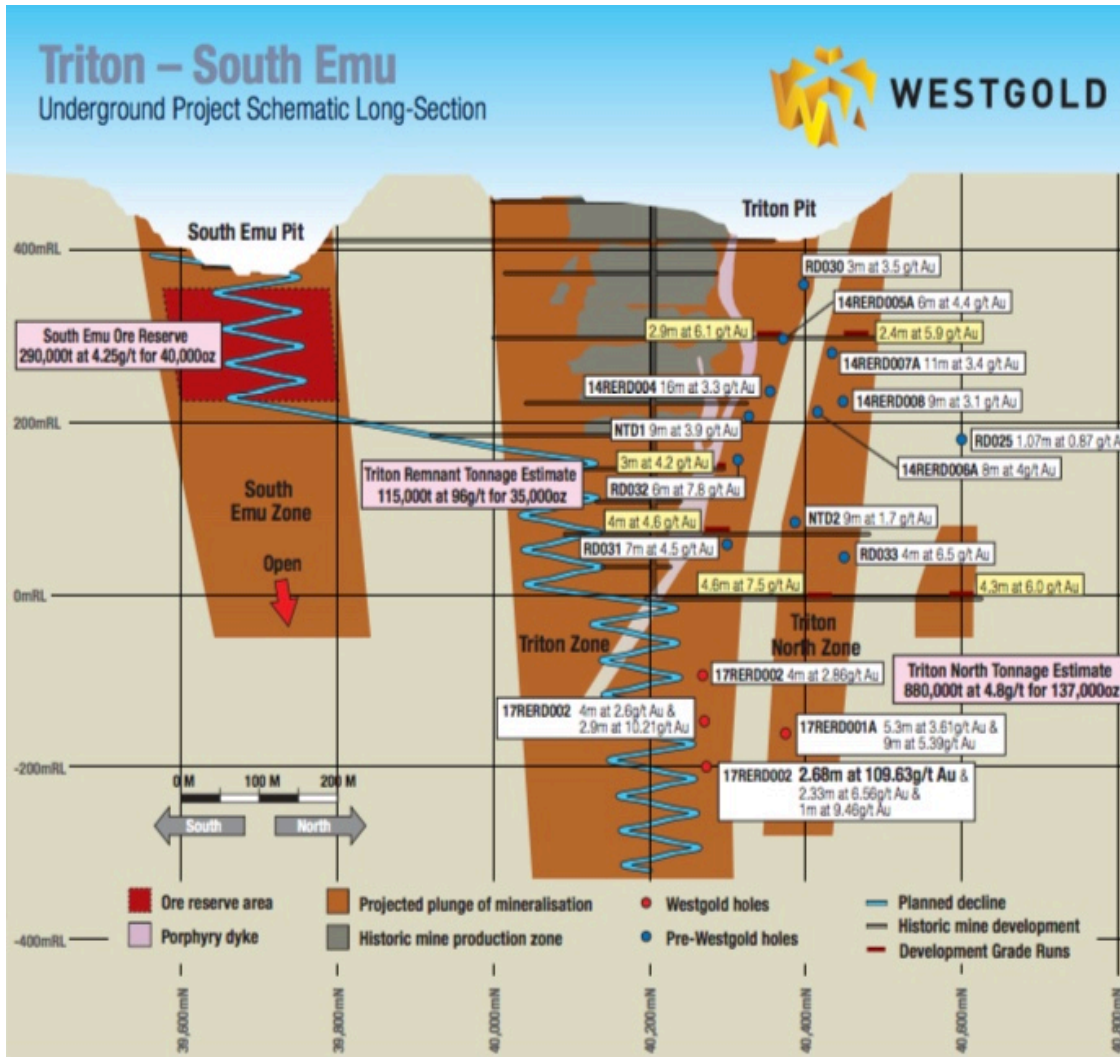 Triton – South Emu
Underground Project Schematic Long-Section
WESTGOLD
South Emu Pit
Triton Pit
400mRL
RD030 3m at 3.5 g/t Au
14RERD005A 6m at 4.4 g/t Au
2.9m at 6.1 g/t Au
2.4m at 5.9 g/t Au
South Emu Ore Reserve
290,000t at 4.25g/t for 40,000oz
14RERD007A 11m at 3.4 g/t Au
14RERD004 16m at 3.3 g/t Au
14RERD008 9m at 3.1 g/t Au
200mRL
NTD1 9m at 3.9 g/t Au
RD025 1.07m at 0.87 g/t A
3m at 4.2 g/t Au
14RERD006A 8m at 4g/t Au
Triton Remnant Tonnage Estimate
115,000t at 96g/t for 35,000oz
RD032 6m at 7.8 g/t Au
South
Emu Zone
4m at 4.6 g/t Au
NTD2 9m at 1.7 g/t Au
RD031 7m at 4.5 g/t Au
RD033 4m at 6.5 g/t Au
Open
4.6m at 7.5 g/t Au
4.3m at 6.0 g/t Au
0mRL
Triton Zone
Triton
North Zone
17RERD002 4m at 2.86g/t Au
Triton North Tonnage Estimate
880,000t at 4.8g/t for 137,000oz
17RERD002 4m at 2.6g/t Au &
2.9m at 10.21g/t Au
17RERD001A 5.3m at 3.61g/t Au &
9m at 5.39g/t Au
-200mRL
17RERD002 2.68m at 109.63g/t Au &
2.33m at 6.56g/t Au &
1m at 9.46g/t Au
0 M 100 M 200 M
South North
Ore reserve area
Projected plunge of mineralisation
Westgold holes
Planned decline
Porphyry dyke
Historic mine production zone
Pre-Westgold holes
Historic mine development
Development Grade Runs
-400mRL
39,600mN
39,800mN
40,000mN
40,200mN
40,400mN
40,600mN
40,800mN